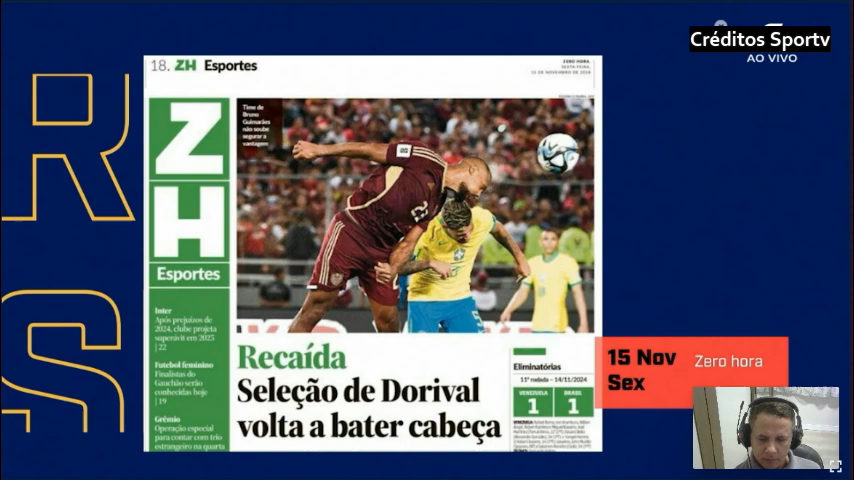 Créditos Sportv
AO VIVO
RS
18. ZH Esportes
ZERO HORA,
SEXTA-FEIRA,
15 DE NOVEMBRO DE 2024
ZH
Esportes
Time de
Bruno
Guimarães
não soube
segurar a
vantagem
Inter
Após prejuízos de
2024, clube projeta
superávit em 2025
| 22
Futebol feminino
Finalistas do
Gauchão serão
conhecidas hoje
| 19
Grêmio
Operação especial
para contar com trio
estrangeiro na quarta
Recaída
Seleção de Dorival
volta a bater cabeça
Eliminatórias
11ª rodada – 14/11/2024
VENEZUELA BRASIL
1 1
15 Nov
Sex
Zero hora